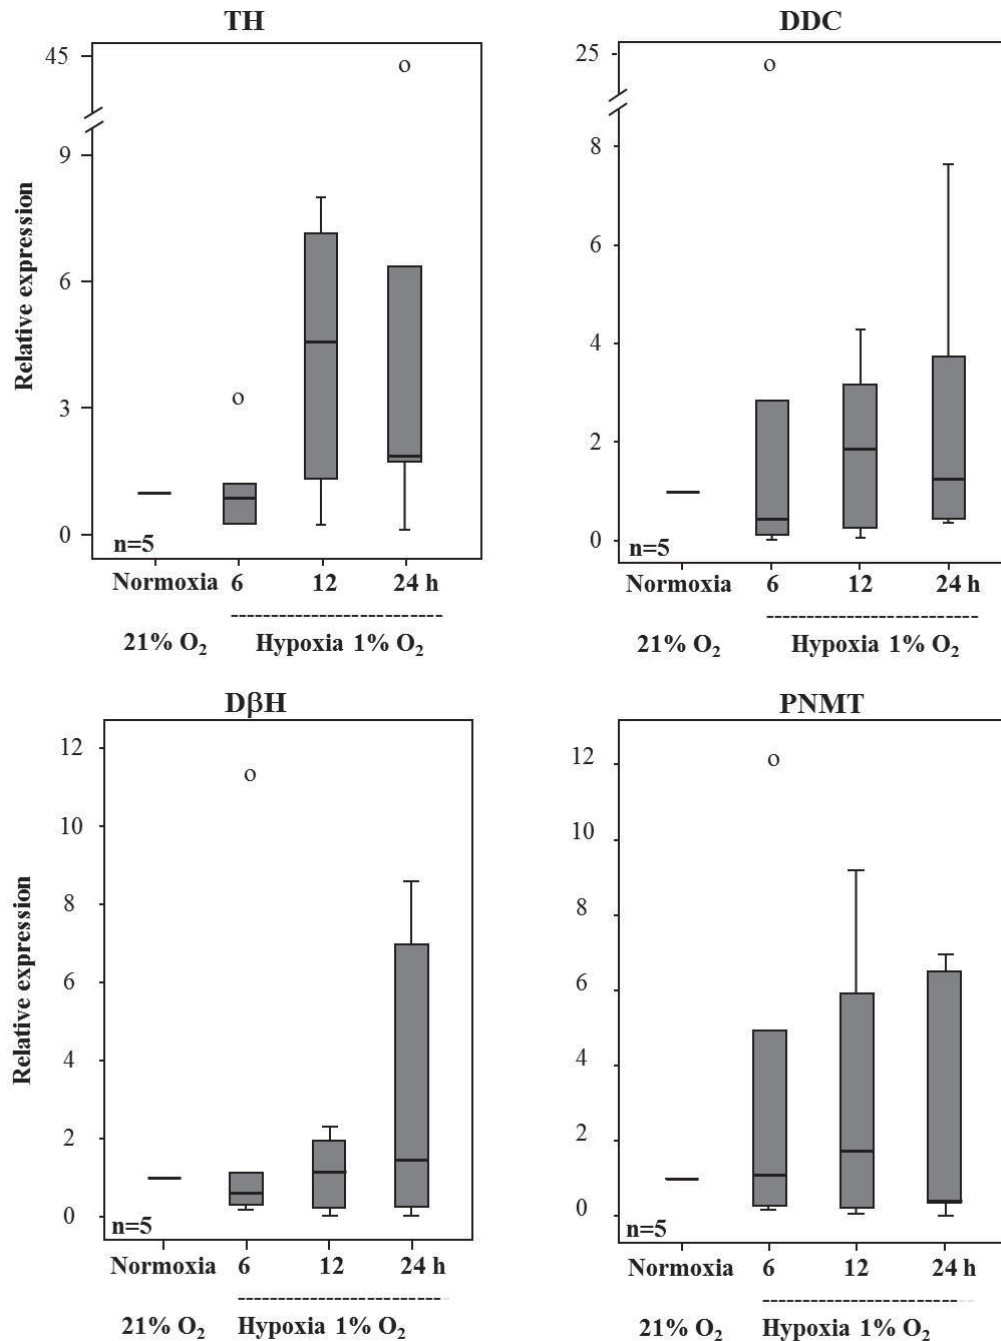 TH
45
9
6
3
0
Relative expression
n=5
Normoxia 6 12 24 h
21% O₂ Hypoxia 1% O₂
DDC
25
8
6
4
2
0
n=5
Normoxia 6 12 24 h
21% O₂ Hypoxia 1% O₂
DβH
12
10
8
6
4
2
0
Relative expression
n=5
Normoxia 6 12 24 h
21% O₂ Hypoxia 1% O₂
PNMT
12
10
8
6
4
2
0
n=5
Normoxia 6 12 24 h
21% O₂ Hypoxia 1% O₂